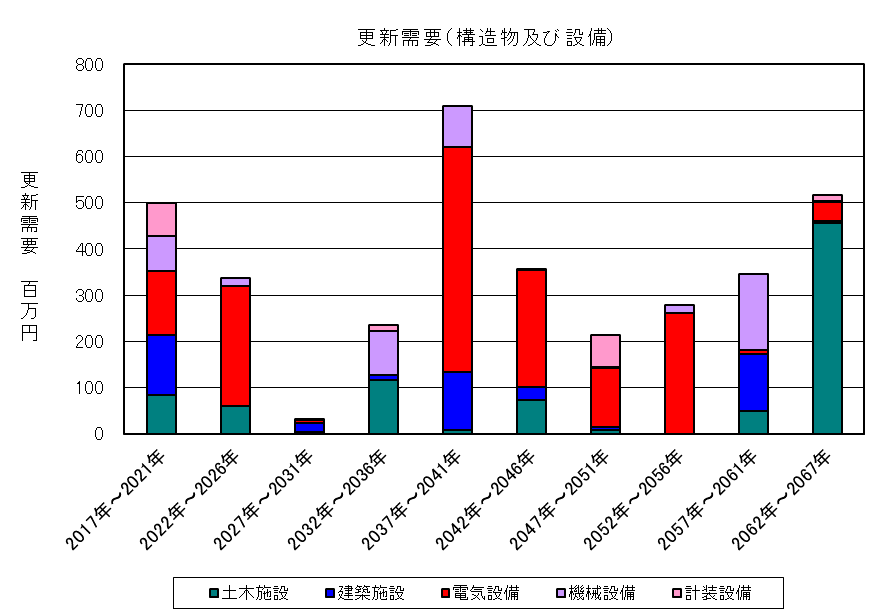 更新需要(構造物及び設備)
更新需要 百万円
800
700
600
500
400
300
200
100
0
2017年～2021年
2022年～2026年
2027年～2031年
2032年～2036年
2037年～2041年
2042年～2046年
2047年～2051年
2052年～2056年
2057年～2061年
2062年～2067年
土木施設 建築施設 電気設備 機械設備 計装設備